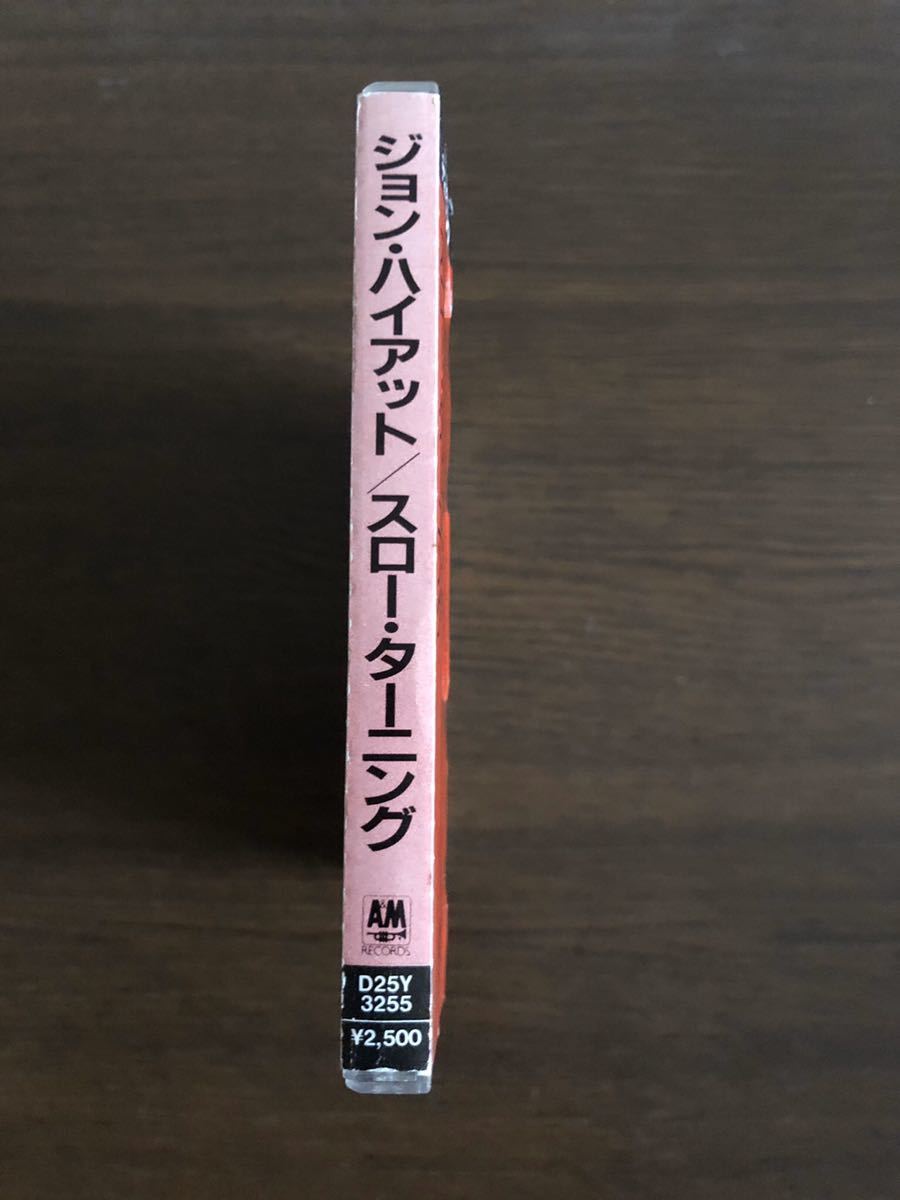 ジョン・ハイアット/スロー・ターニング
A&M
RECORDS
D25Y
3255
¥2,500